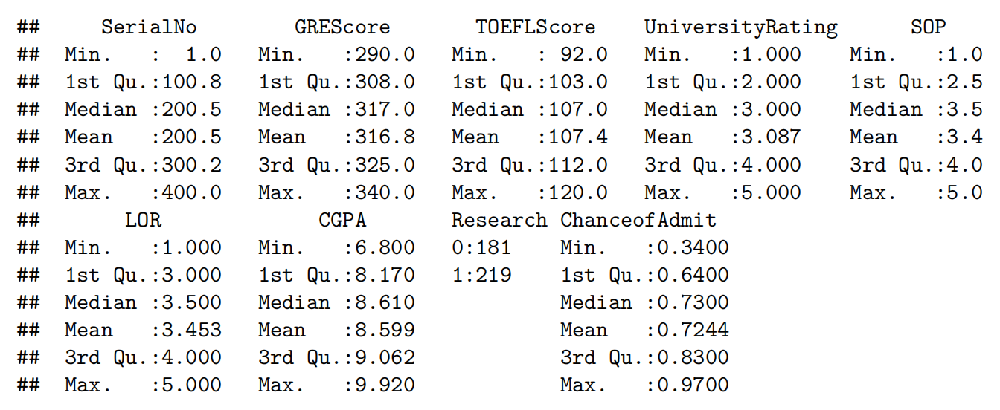 ##     SerialNo        GREScore       TOEFLScore    UniversityRating      SOP
##  Min.   :  1.0   Min.   :290.0   Min.   : 92.0   Min.   :1.000    Min.   :1.0
##  1st Qu.:100.8   1st Qu.:308.0   1st Qu.:103.0   1st Qu.:2.000    1st Qu.:2.5
##  Median :200.5   Median :317.0   Median :107.0   Median :3.000    Median :3.5
##  Mean   :200.5   Mean   :316.8   Mean   :107.4   Mean   :3.087    Mean   :3.4
##  3rd Qu.:300.2   3rd Qu.:325.0   3rd Qu.:112.0   3rd Qu.:4.000    3rd Qu.:4.0
##  Max.   :400.0   Max.   :340.0   Max.   :120.0   Max.   :5.000    Max.   :5.0
##       LOR             CGPA       Research ChanceofAdmit
##  Min.   :1.000   Min.   :6.800   0:181    Min.   :0.3400
##  1st Qu.:3.000   1st Qu.:8.170   1:219    1st Qu.:0.6400
##  Median :3.500   Median :8.610            Median :0.7300
##  Mean   :3.453   Mean   :8.599            Mean   :0.7244
##  3rd Qu.:4.000   3rd Qu.:9.062            3rd Qu.:0.8300
##  Max.   :5.000   Max.   :9.920            Max.   :0.9700